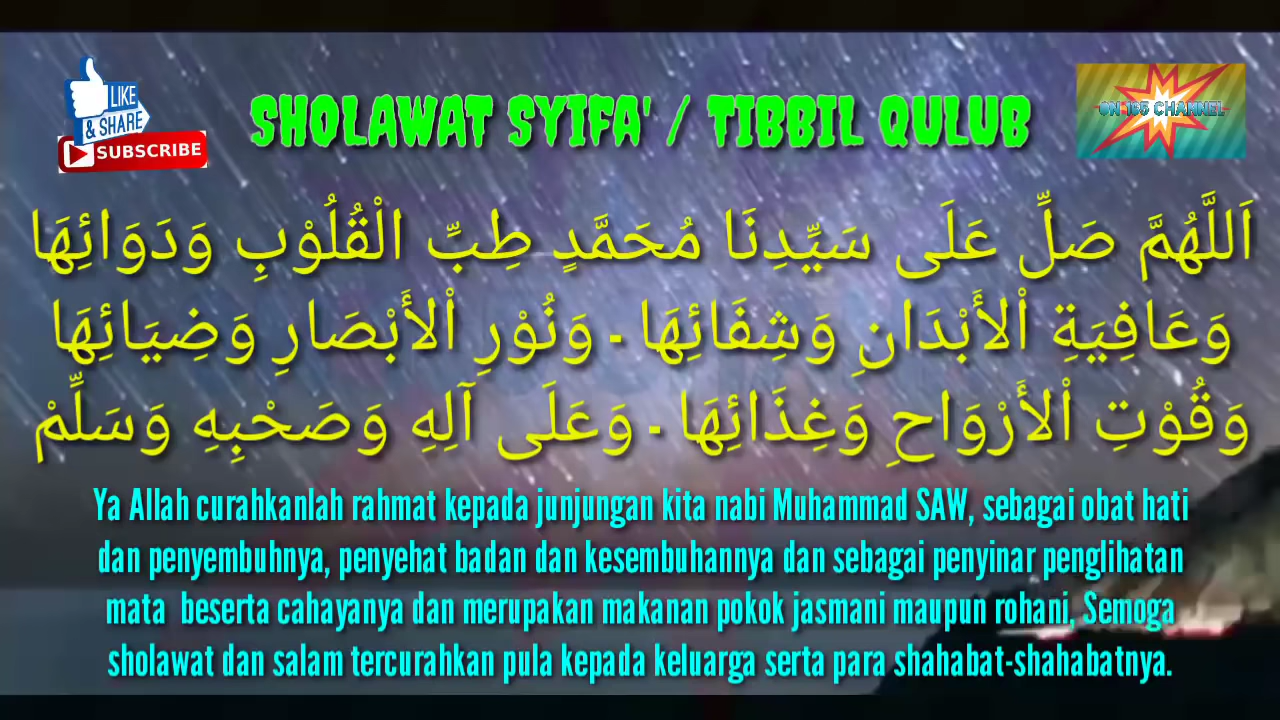 LIKE
& SHARE
SUBSCRIBE
SHOLAWAT SYIFA' / TIBBIL QULUB
ON 165 CHANNEL
اَللَّهُمَّ صَلِّ عَلَى سَيِّدِنَا مُحَمَّدٍ طِبِّ الْقُلُوْبِ وَدَوَائِهَا
وَعَافِيَةِ اْلأَبْدَانِ وَشِفَائِهَا - وَنُوْرِ اْلأَبْصَارِ وَضِيَائِهَا
وَقُوْتِ اْلأَرْوَاحِ وَغِذَائِهَا - وَعَلَى آلِهِ وَصَحْبِهِ وَسَلِّمْ
Ya Allah curahkanlah rahmat kepada junjungan kita nabi Muhammad SAW, sebagai obat hati
dan penyembuhnya, penyehat badan dan kesembuhannya dan sebagai penyinar penglihatan
mata beserta cahayanya dan merupakan makanan pokok jasmani maupun rohani, Semoga
sholawat dan salam tercurahkan pula kepada keluarga serta para shahabat-shahabatnya.